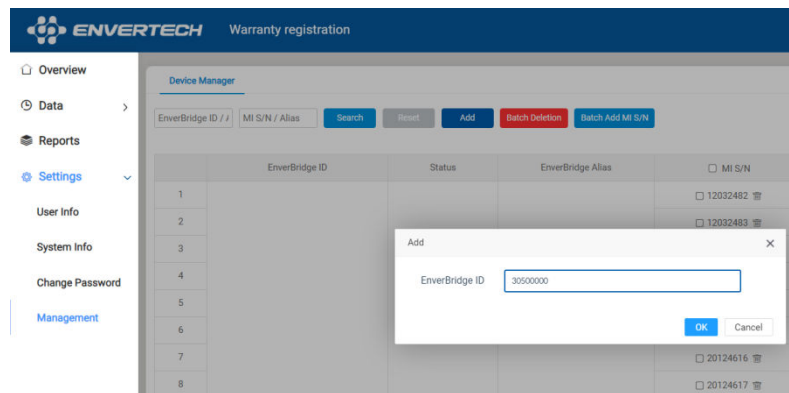 ENVERTECH Warranty registration
Overview
Data
Reports
Settings
User Info
System Info
Change Password
Management
Device Manager
EnverBridge ID / MI S/N / Alias Search Reset Add Batch Deletion Batch Add MI S/N
EnverBridge ID Status EnverBridge Alias MI S/N
1 12032482
2 12032483
3
4
5
6
7 20124616
8 20124617
Add
EnverBridge ID 30500000
OK Cancel